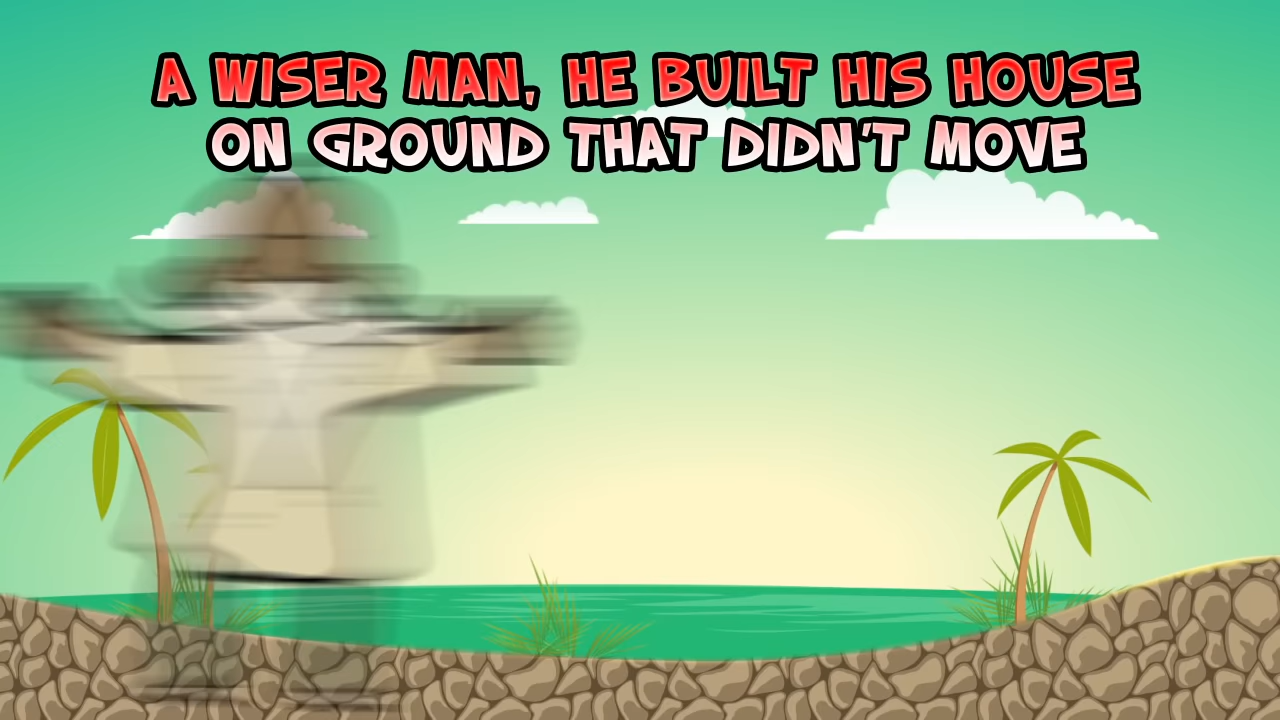 A WISER MAN, HE BUILT HIS HOUSE
ON GROUND THAT DIDN'T MOVE